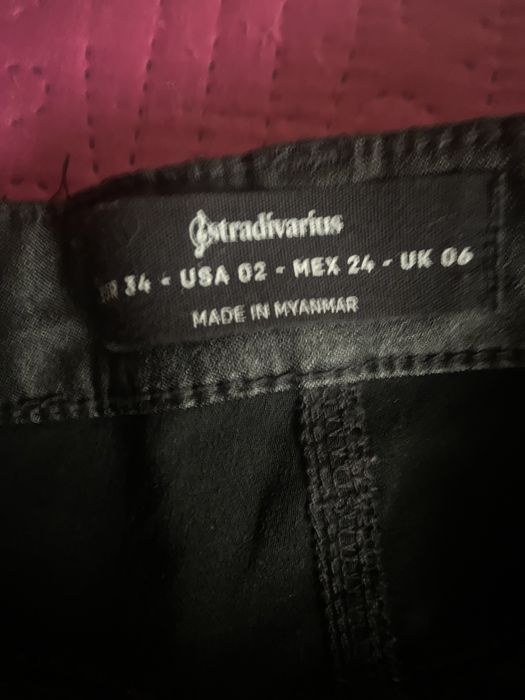 stradivarius
34 - USA 02 - MEX 24 - UK 06
MADE IN MYANMAR